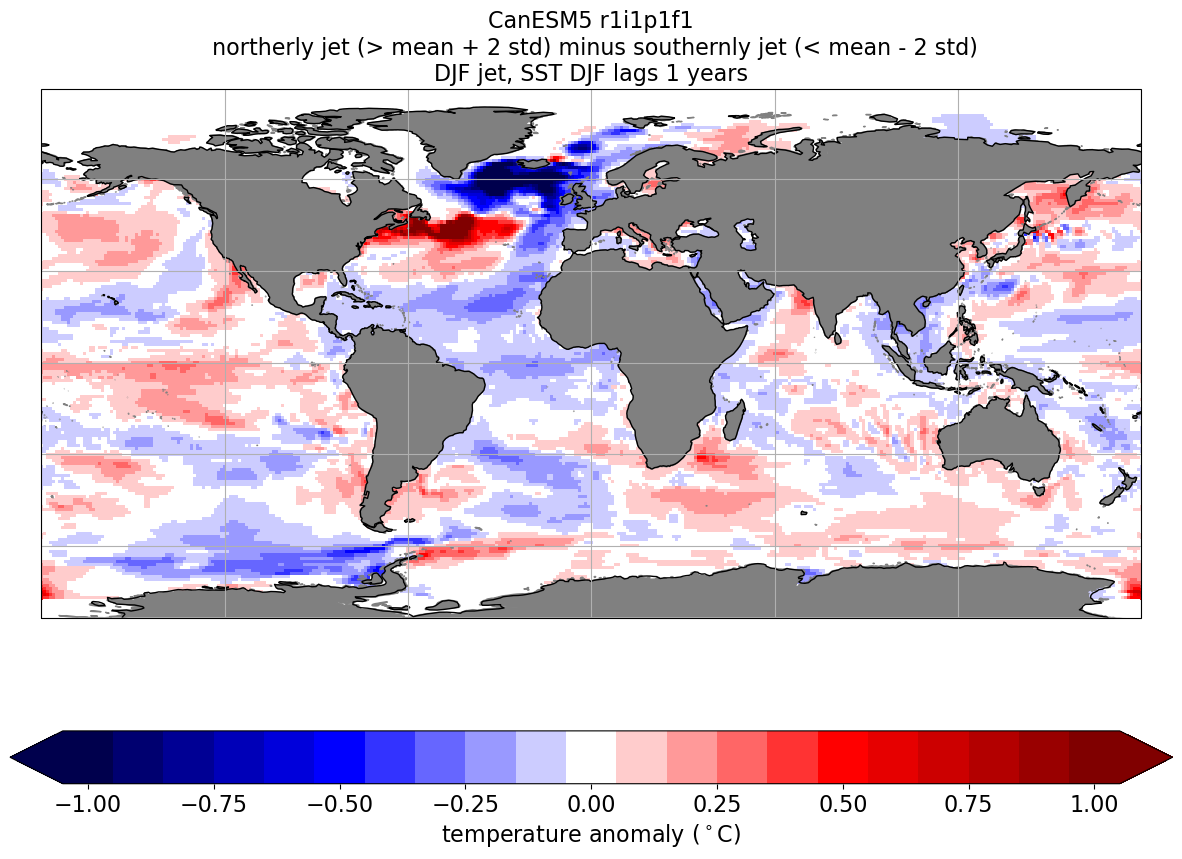 CanESM5 r1i1p1f1
northerly jet (> mean + 2 std) minus southernly jet (< mean - 2 std)
DJF jet, SST DJF lags 1 years
−1.00 −0.75 −0.50 −0.25 0.00 0.25 0.50 0.75 1.00
temperature anomaly (°C)